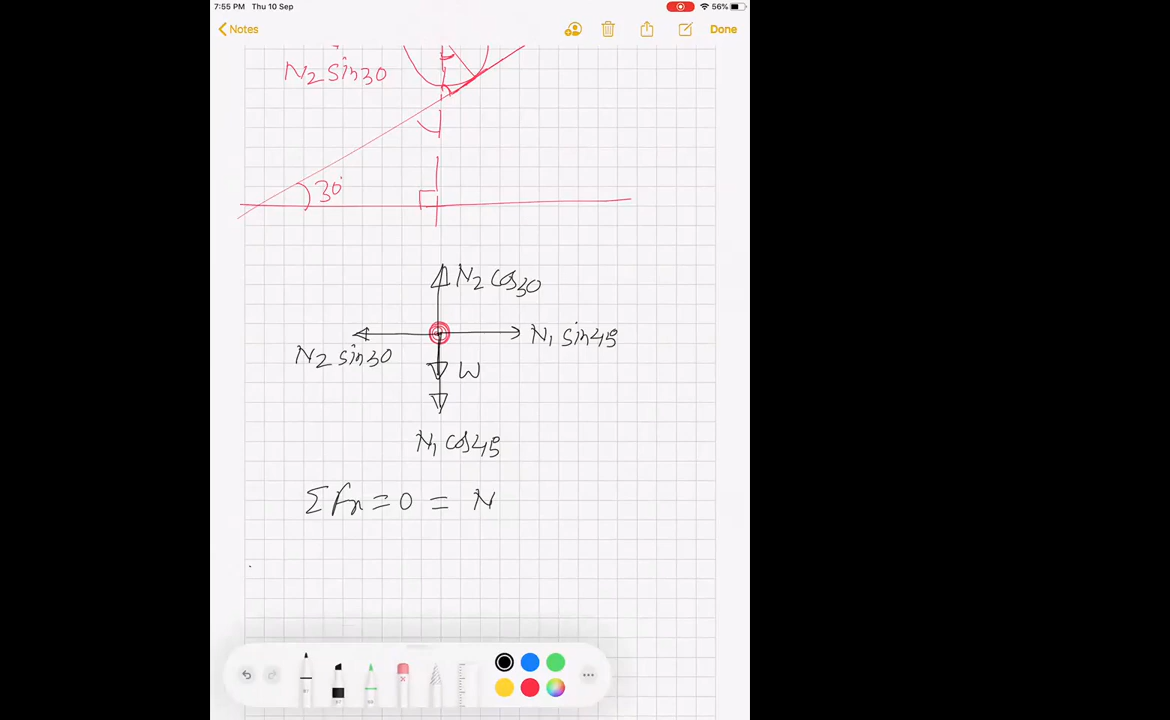 7:55 PM Thu 10 Sep
56%
Notes
Done
N2 sin30
30°
N2 cos30
N1 sin45
N2 sin30
W
N1 cos45
ΣFx = 0 = N